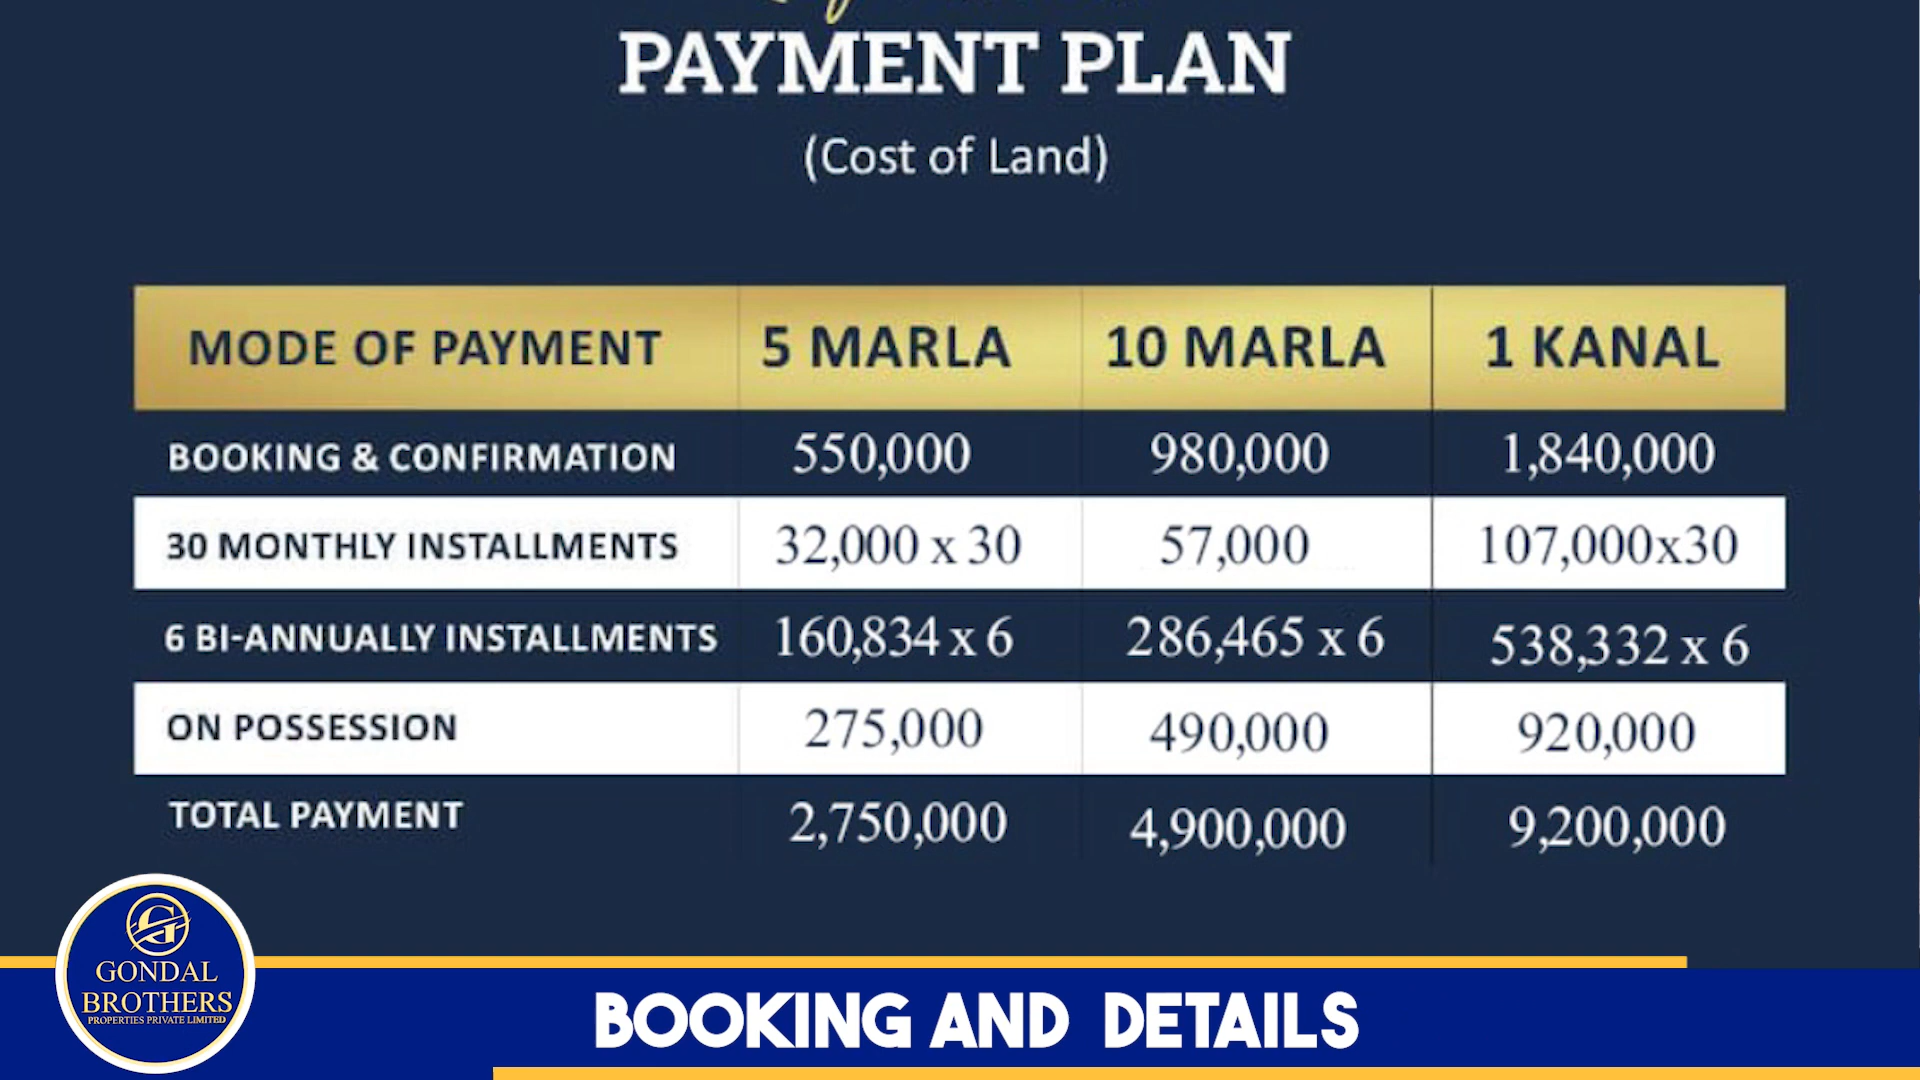 PAYMENT PLAN
(Cost of Land)
MODE OF PAYMENT 5 MARLA 10 MARLA 1 KANAL
BOOKING & CONFIRMATION 550,000 980,000 1,840,000
30 MONTHLY INSTALLMENTS 32,000 x 30 57,000 107,000x30
6 BI-ANNUALLY INSTALLMENTS 160,834 x 6 286,465 x 6 538,332 x 6
ON POSSESSION 275,000 490,000 920,000
TOTAL PAYMENT 2,750,000 4,900,000 9,200,000
G
GONDAL
BROTHERS
PROPERTIES PRIVATE LIMITED
BOOKING AND DETAILS